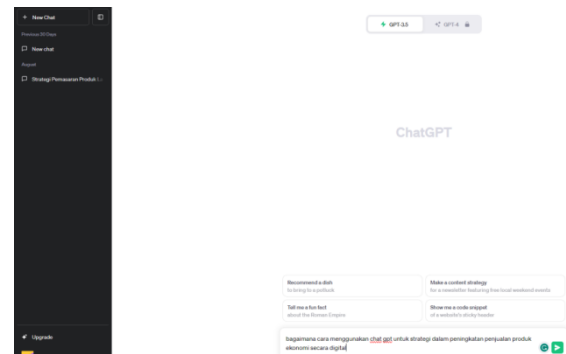 + New Chat
Previous 30 Days
New chat
August
Strategi Pemasaran Produk
GPT-3.5
GPT-4
ChatGPT
Recommend a dish
to bring to a potluck
Make a content strategy
for a newsletter featuring free local weekend events
Tell me a fun fact
about the Roman Empire
Show me a code snippet
of a website's sticky header
bagaimana cara menggunakan chat gpt untuk strategi dalam peningkatan penjualan produk
ekonomi secara digital
Upgrade